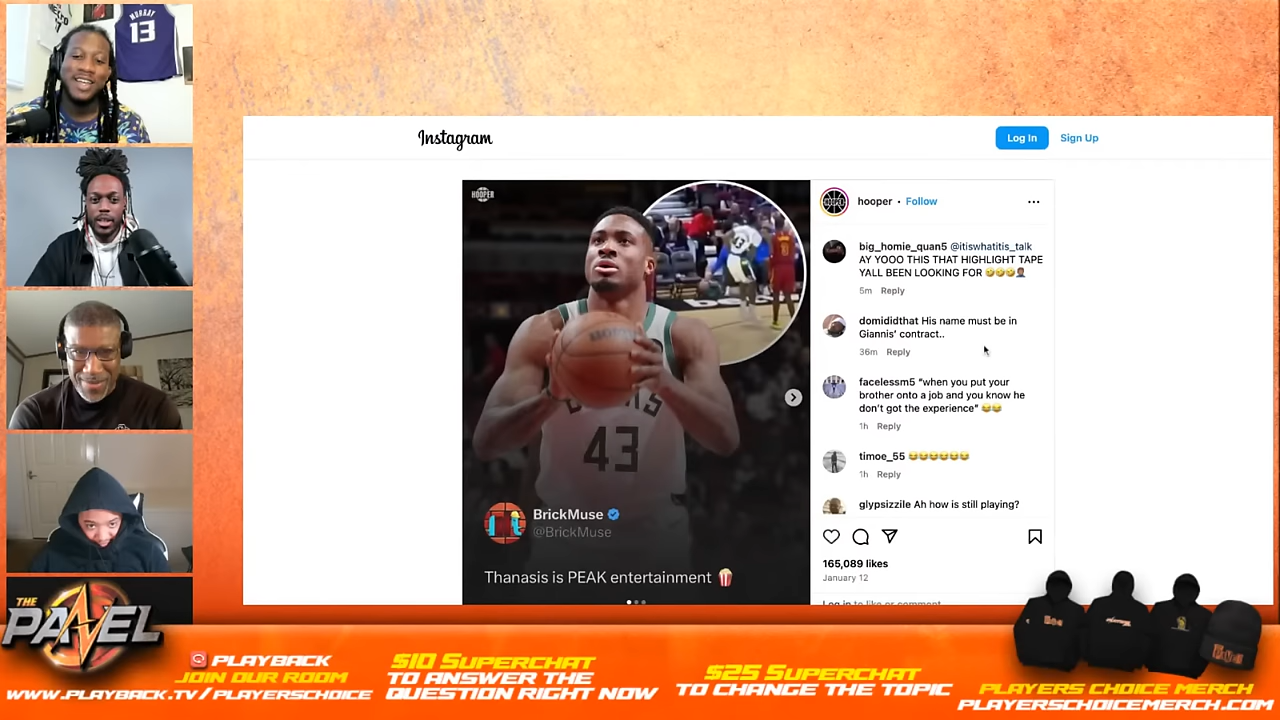 MURRAY
13
Instagram
Log In
Sign Up
HOOPER
hooper • Follow
big_homie_quan5 @itiswhatitis_talk
AY YOOO THIS THAT HIGHLIGHT TAPE
YALL BEEN LOOKING FOR 🤣🤣🤣🤦🏾‍♂️
5m Reply
domididthat His name must be in
Giannis' contract..
36m Reply
facelessm5 "when you put your
brother onto a job and you know he
don't got the experience" 😂😂
1h Reply
timoe_55 😂😂😂😂😂😂
1h Reply
glypsizzile Ah how is still playing?
165,089 likes
January 12
Log in to like or comment.
BUCKS
43
13
BrickMuse
@BrickMuse
Thanasis is PEAK entertainment 🍿
THE
PANEL
PLAYBACK
JOIN OUR ROOM
WWW.PLAYBACK.TV/PLAYERSCHOICE
$10 SUPERCHAT
TO ANSWER THE
QUESTION RIGHT NOW
$25 SUPERCHAT
TO CHANGE THE TOPIC
PLAYERS CHOICE MERCH
PLAYERSCHOICEMERCH.COM